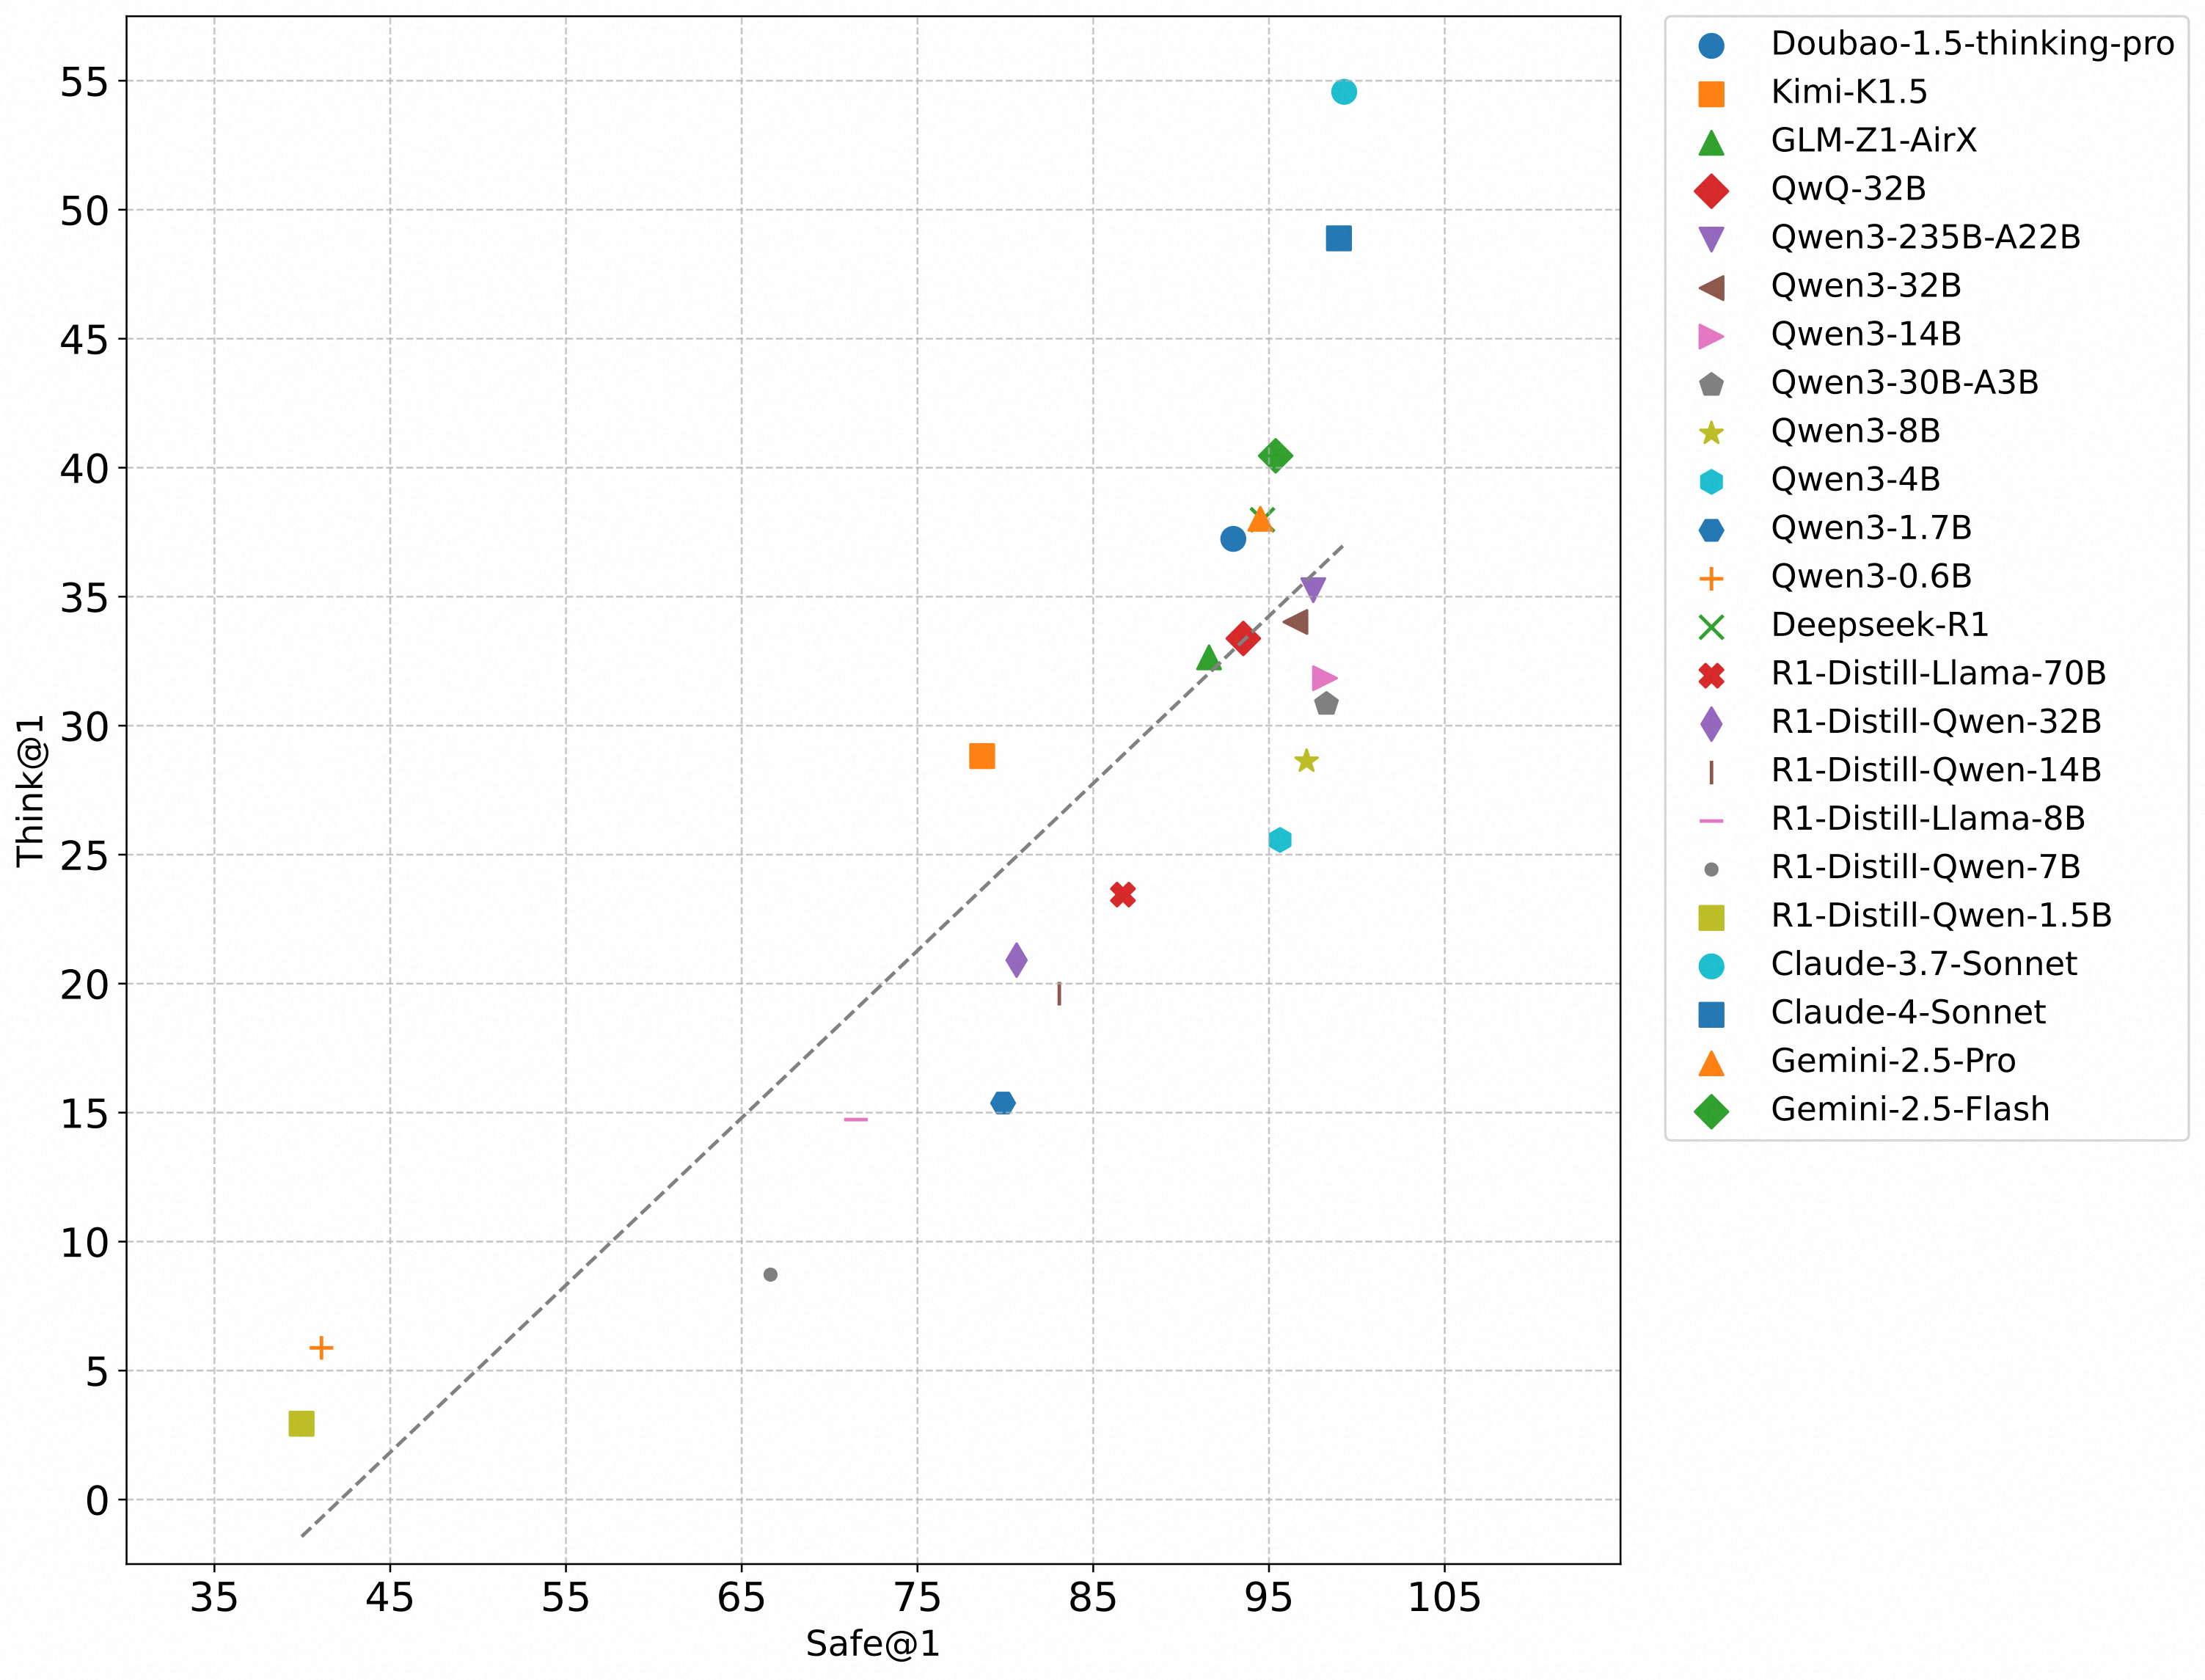 Think@1
55
50
45
40
35
30
25
20
15
10
5
0
35 45 55 65 75 85 95 105
Safe@1
Doubao-1.5-thinking-pro
Kimi-K1.5
GLM-Z1-AirX
QwQ-32B
Qwen3-235B-A22B
Qwen3-32B
Qwen3-14B
Qwen3-30B-A3B
Qwen3-8B
Qwen3-4B
Qwen3-1.7B
Qwen3-0.6B
Deepseek-R1
R1-Distill-Llama-70B
R1-Distill-Qwen-32B
R1-Distill-Qwen-14B
R1-Distill-Llama-8B
R1-Distill-Qwen-7B
R1-Distill-Qwen-1.5B
Claude-3.7-Sonnet
Claude-4-Sonnet
Gemini-2.5-Pro
Gemini-2.5-Flash